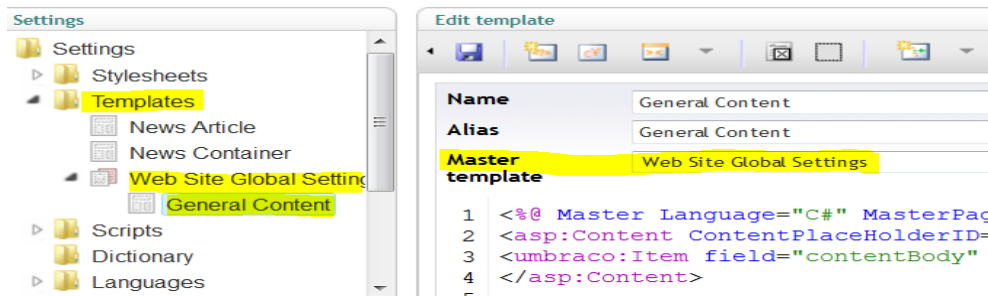 Settings
Settings
Stylesheets
Templates
News Article
News Container
Web Site Global Setting
General Content
Scripts
Dictionary
Languages
Edit template
Name General Content
Alias General Content
Master template Web Site Global Settings
1 <%@ Master Language="C#" MasterPag
2 <asp:Content ContentPlaceHolderID=
3 <umbraco:Item field="contentBody"
4 </asp:Content>